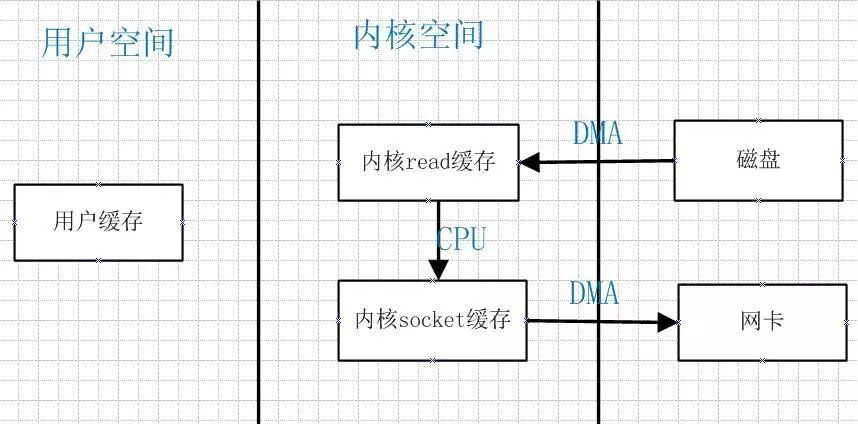 用户空间
内核空间
DMA
内核read缓存
磁盘
用户缓存
CPU
DMA
内核socket缓存
网卡